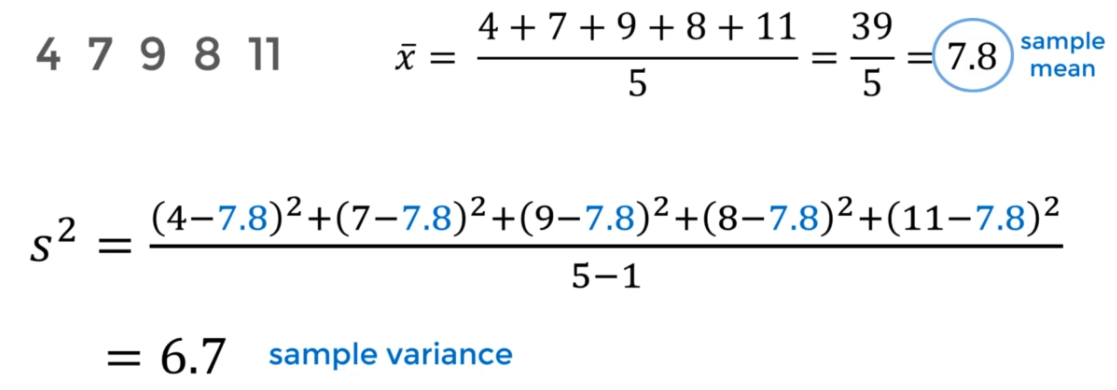 4 7 9 8 11
x̄ = (4 + 7 + 9 + 8 + 11)/5 = 39/5 = 7.8 sample mean
s² = ((4−7.8)²+(7−7.8)²+(9−7.8)²+(8−7.8)²+(11−7.8)²)/(5−1)
= 6.7 sample variance